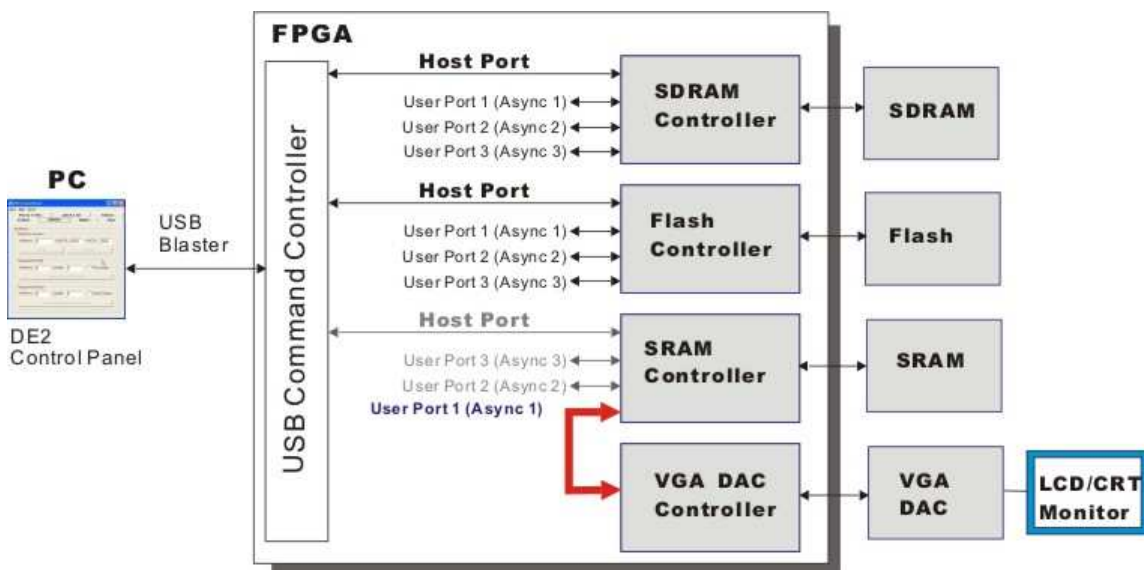 FPGA
Host Port
User Port 1 (Async 1)
User Port 2 (Async 2)
User Port 3 (Async 3)
SDRAM
Controller
SDRAM
PC
USB
Blaster
DE2
Control Panel
USB Command Controller
Host Port
User Port 1 (Async 1)
User Port 2 (Async 2)
User Port 3 (Async 3)
Flash
Controller
Flash
Host Port
User Port 3 (Async 3)
User Port 2 (Async 2)
User Port 1 (Async 1)
SRAM
Controller
SRAM
VGA DAC
Controller
VGA
DAC
LCD/CRT
Monitor